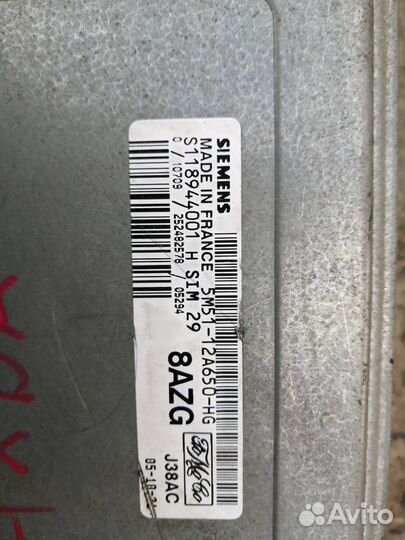 SIEMENS
MADE IN FRANCE 5M51-12A650-HG
S118944001 H SIM 29
0 / 10709 / 252482578 / 05294
8AZG
J38AC
Avito